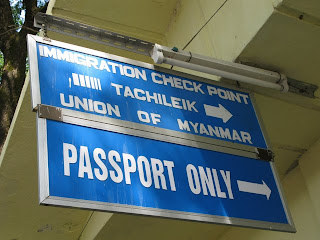 IMMIGRATION CHECK POINT
TACHILEIK →
UNION OF MYANMAR
PASSPORT ONLY →